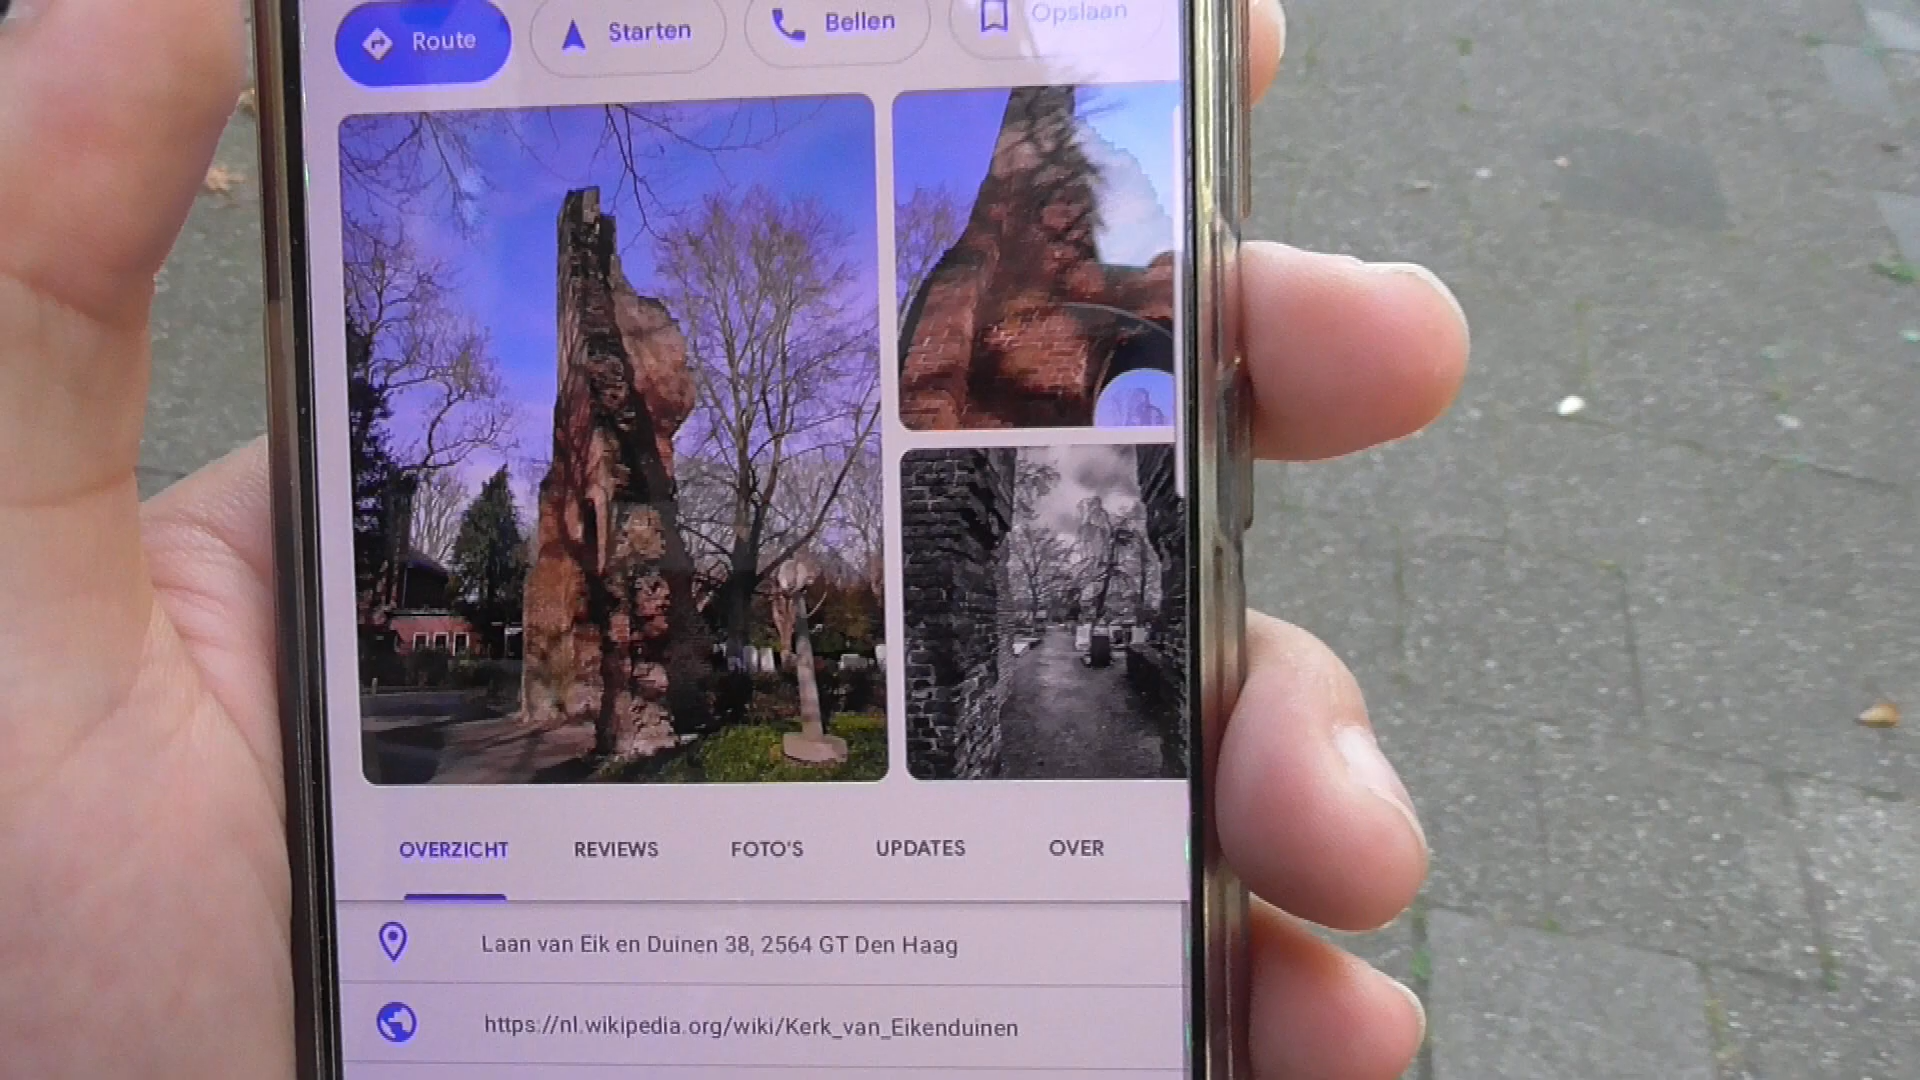 Route
Starten
Bellen
Opslaan
OVERZICHT
REVIEWS
FOTO'S
UPDATES
OVER
Laan van Eik en Duinen 38, 2564 GT Den Haag
https://nl.wikipedia.org/wiki/Kerk_van_Eikenduinen